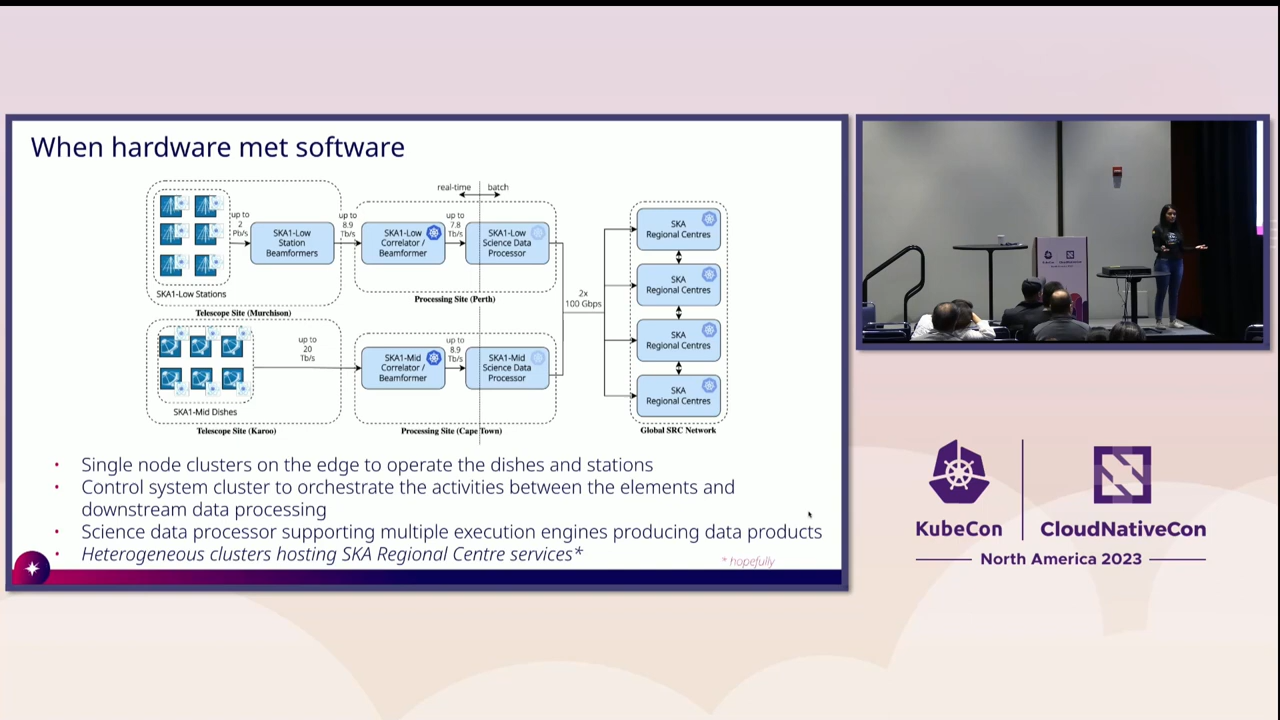 When hardware met software
real-time
batch
up to
2
Pb/s
SKA1-Low
Station
Beamformers
up to
8.9
Tb/s
SKA1-Low
Correlator /
Beamformer
up to
7.8
Tb/s
SKA1-Low
Science Data
Processor
SKA1-Low Stations
Telescope Site (Murchison)
Processing Site (Perth)
up to
20
Tb/s
SKA1-Mid
Correlator /
Beamformer
up to
8.9
Tb/s
SKA1-Mid
Science Data
Processor
SKA1-Mid Dishes
Telescope Site (Karoo)
Processing Site (Cape Town)
2x
100 Gbps
SKA
Regional Centres
SKA
Regional Centres
SKA
Regional Centres
SKA
Regional Centres
Global SRC Network
• Single node clusters on the edge to operate the dishes and stations
• Control system cluster to orchestrate the activities between the elements and
downstream data processing
• Science data processor supporting multiple execution engines producing data products
• Heterogeneous clusters hosting SKA Regional Centre services*
* hopefully
KubeCon
CloudNativeCon
North America 2023